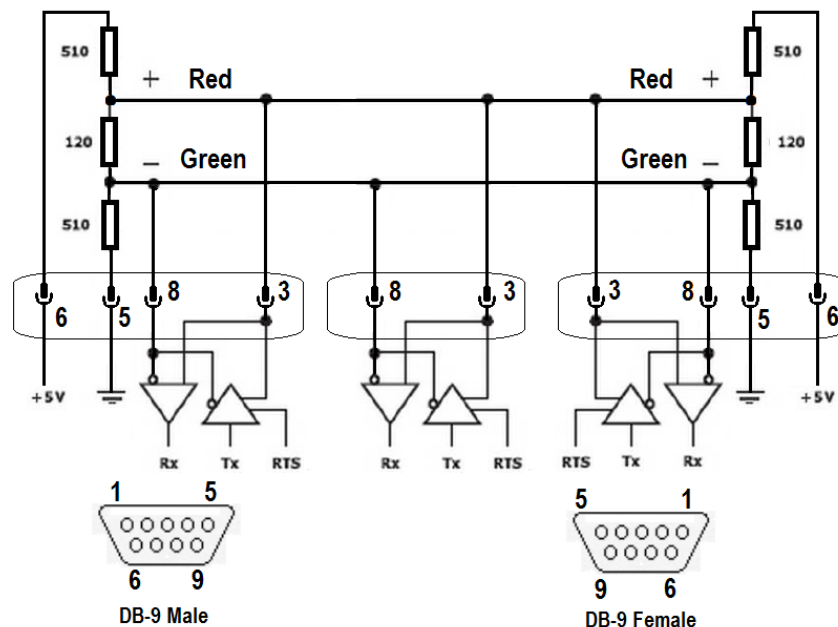 510 510
+ Red Red +
120 120
− Green Green −
510 510
6 5 8 3 8 3 3 8 5 6
+5V +5V
Rx Tx RTS Rx Tx RTS RTS Tx Rx
1 5 5 1
6 9 9 6
DB-9 Male DB-9 Female